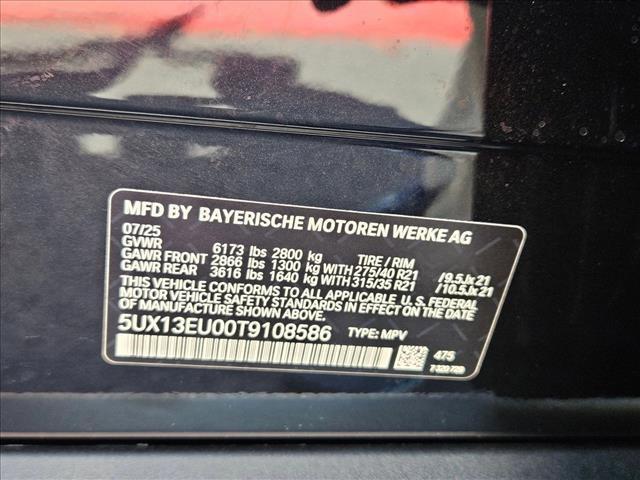 MFD BY BAYERISCHE MOTOREN WERKE AG
07/25
GVWR 6173 lbs 2800 kg TIRE / RIM
GAWR FRONT 2866 lbs 1300 kg WITH 275/40 R21 /9.5Jx21
GAWR REAR 3616 lbs 1640 kg WITH 315/35 R21 /10.5Jx21
THIS VEHICLE CONFORMS TO ALL APPLICABLE U.S. FEDERAL
MOTOR VEHICLE SAFETY STANDARDS IN EFFECT ON THE DATE
OF MANUFACTURE SHOWN ABOVE.
5UX13EU00T9108586 TYPE: MPV
475
7 320 728